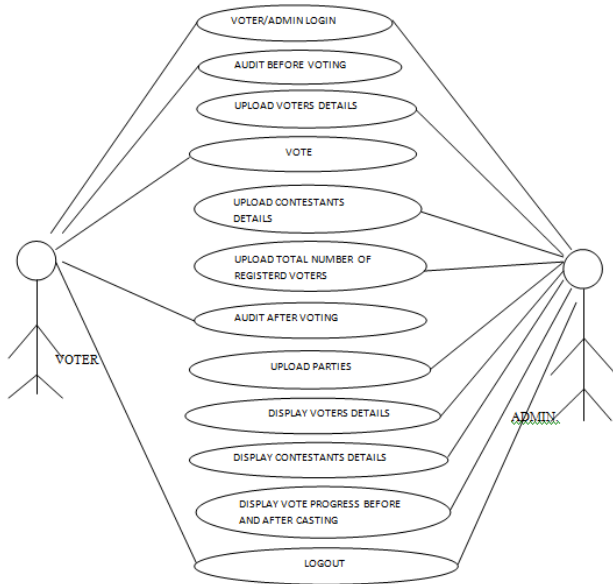 VOTER/ADMIN LOGIN
AUDIT BEFORE VOTING
UPLOAD VOTERS DETAILS
VOTE
UPLOAD CONTESTANTS
DETAILS
UPLOAD TOTAL NUMBER OF
REGISTERD VOTERS
AUDIT AFTER VOTING
VOTER
UPLOAD PARTIES
DISPLAY VOTERS DETAILS
ADMIN
DISPLAY CONTESTANTS DETAILS
DISPLAY VOTE PROGRESS BEFORE
AND AFTER CASTING
LOGOUT